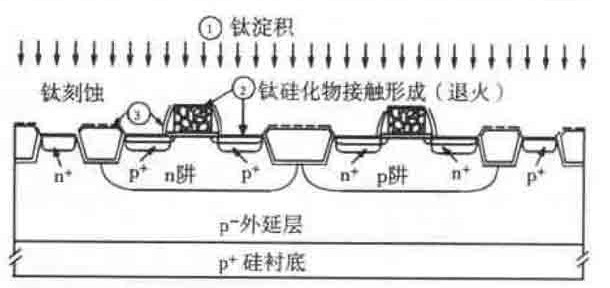 ① 钛淀积
钛刻蚀
③
② 钛硅化物接触形成（退火）
n⁺ p⁺ n阱 p⁺ n⁺ p阱 n⁺ p⁺
p⁻外延层
p⁺硅衬底